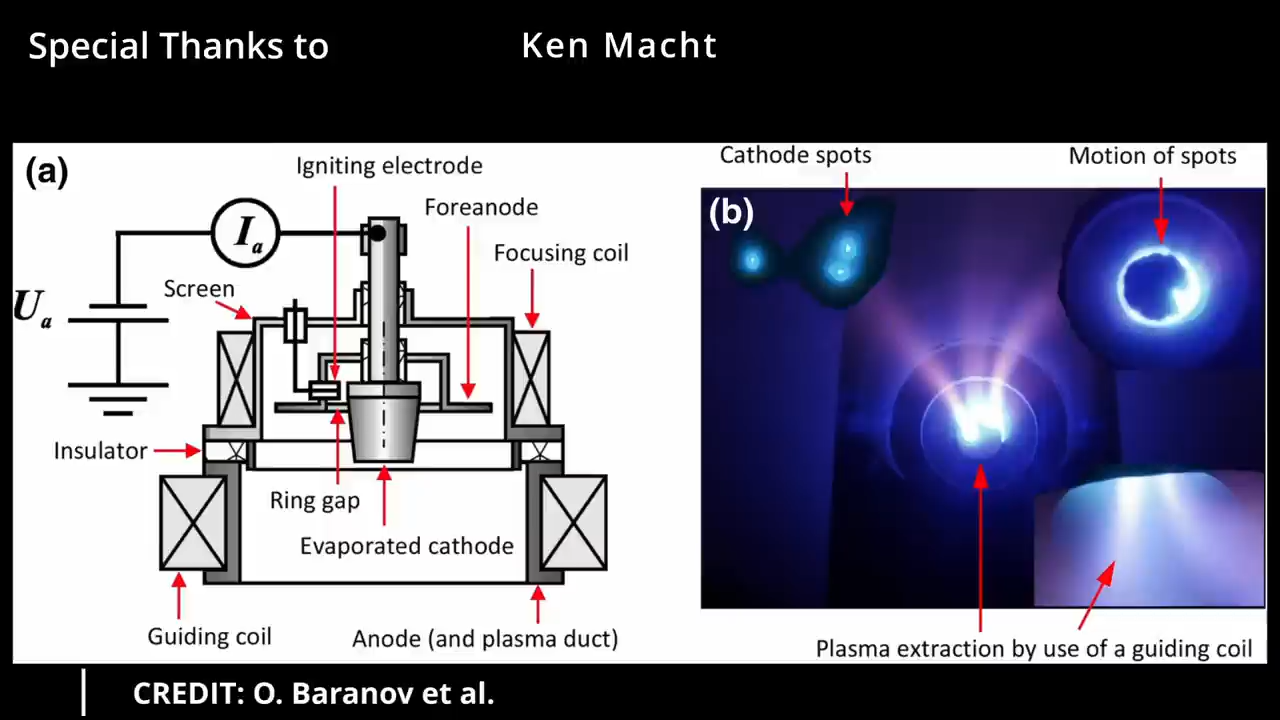 Special Thanks to
Ken Macht
(a)
Igniting electrode
Foreanode
Focusing coil
Iₐ
Screen
Uₐ
Insulator
Ring gap
Evaporated cathode
Guiding coil
Anode (and plasma duct)
Cathode spots
Motion of spots
(b)
Plasma extraction by use of a guiding coil
CREDIT: O. Baranov et al.